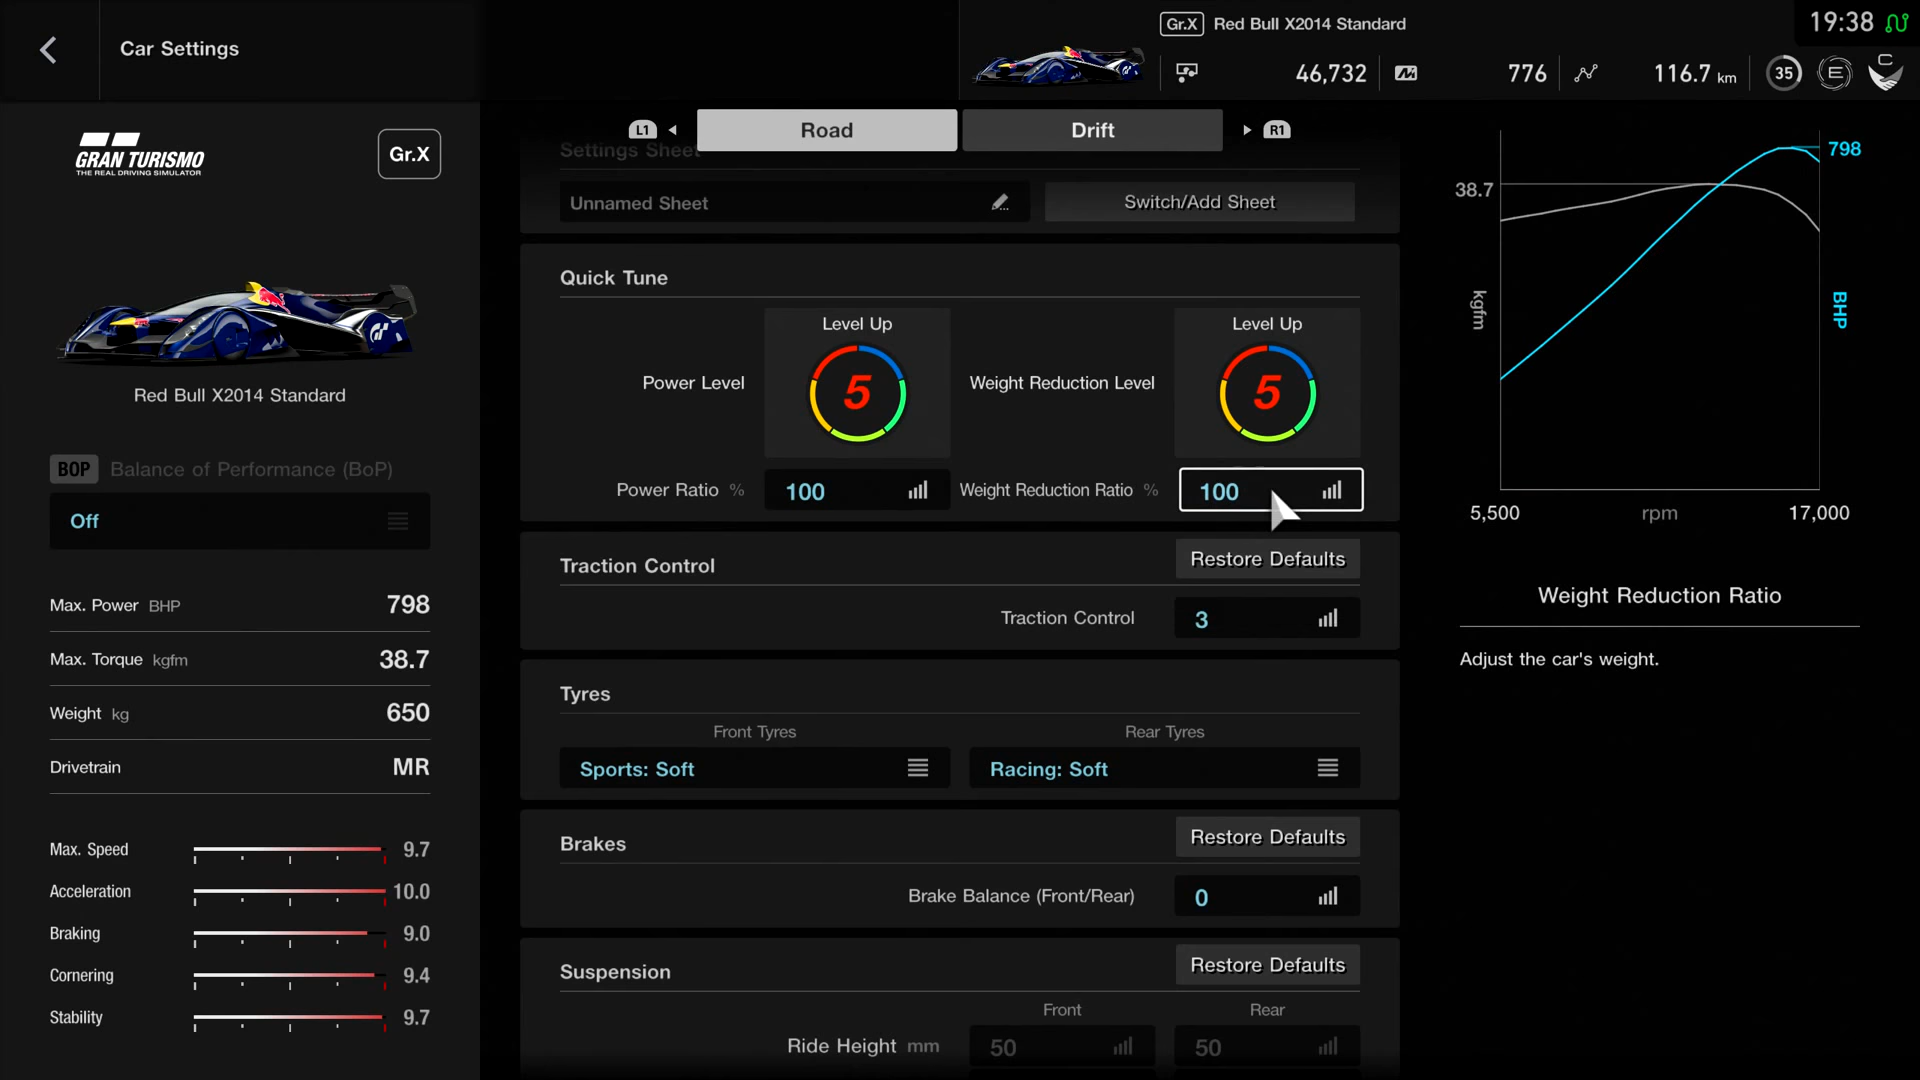 Car Settings
Gr.X Red Bull X2014 Standard
19:38
46,732
776
116.7 km
35
E
C
L1
Road
Drift
R1
GRAN TURISMO
THE REAL DRIVING SIMULATOR
Gr.X
Red Bull X2014 Standard
BOP Balance of Performance (BoP)
Off
Max. Power BHP 798
Max. Torque kgfm 38.7
Weight kg 650
Drivetrain MR
Max. Speed 9.7
Acceleration 10.0
Braking 9.0
Cornering 9.4
Stability 9.7
Settings Sheet
Unnamed Sheet
Switch/Add Sheet
Quick Tune
Level Up
Level Up
Power Level 5
Weight Reduction Level 5
Power Ratio % 100
Weight Reduction Ratio % 100
Traction Control
Restore Defaults
Traction Control 3
Tyres
Front Tyres
Rear Tyres
Sports: Soft
Racing: Soft
Brakes
Restore Defaults
Brake Balance (Front/Rear) 0
Suspension
Restore Defaults
Front
Rear
Ride Height mm 50 50
798
38.7
kgfm
BHP
5,500 rpm 17,000
Weight Reduction Ratio
Adjust the car's weight.